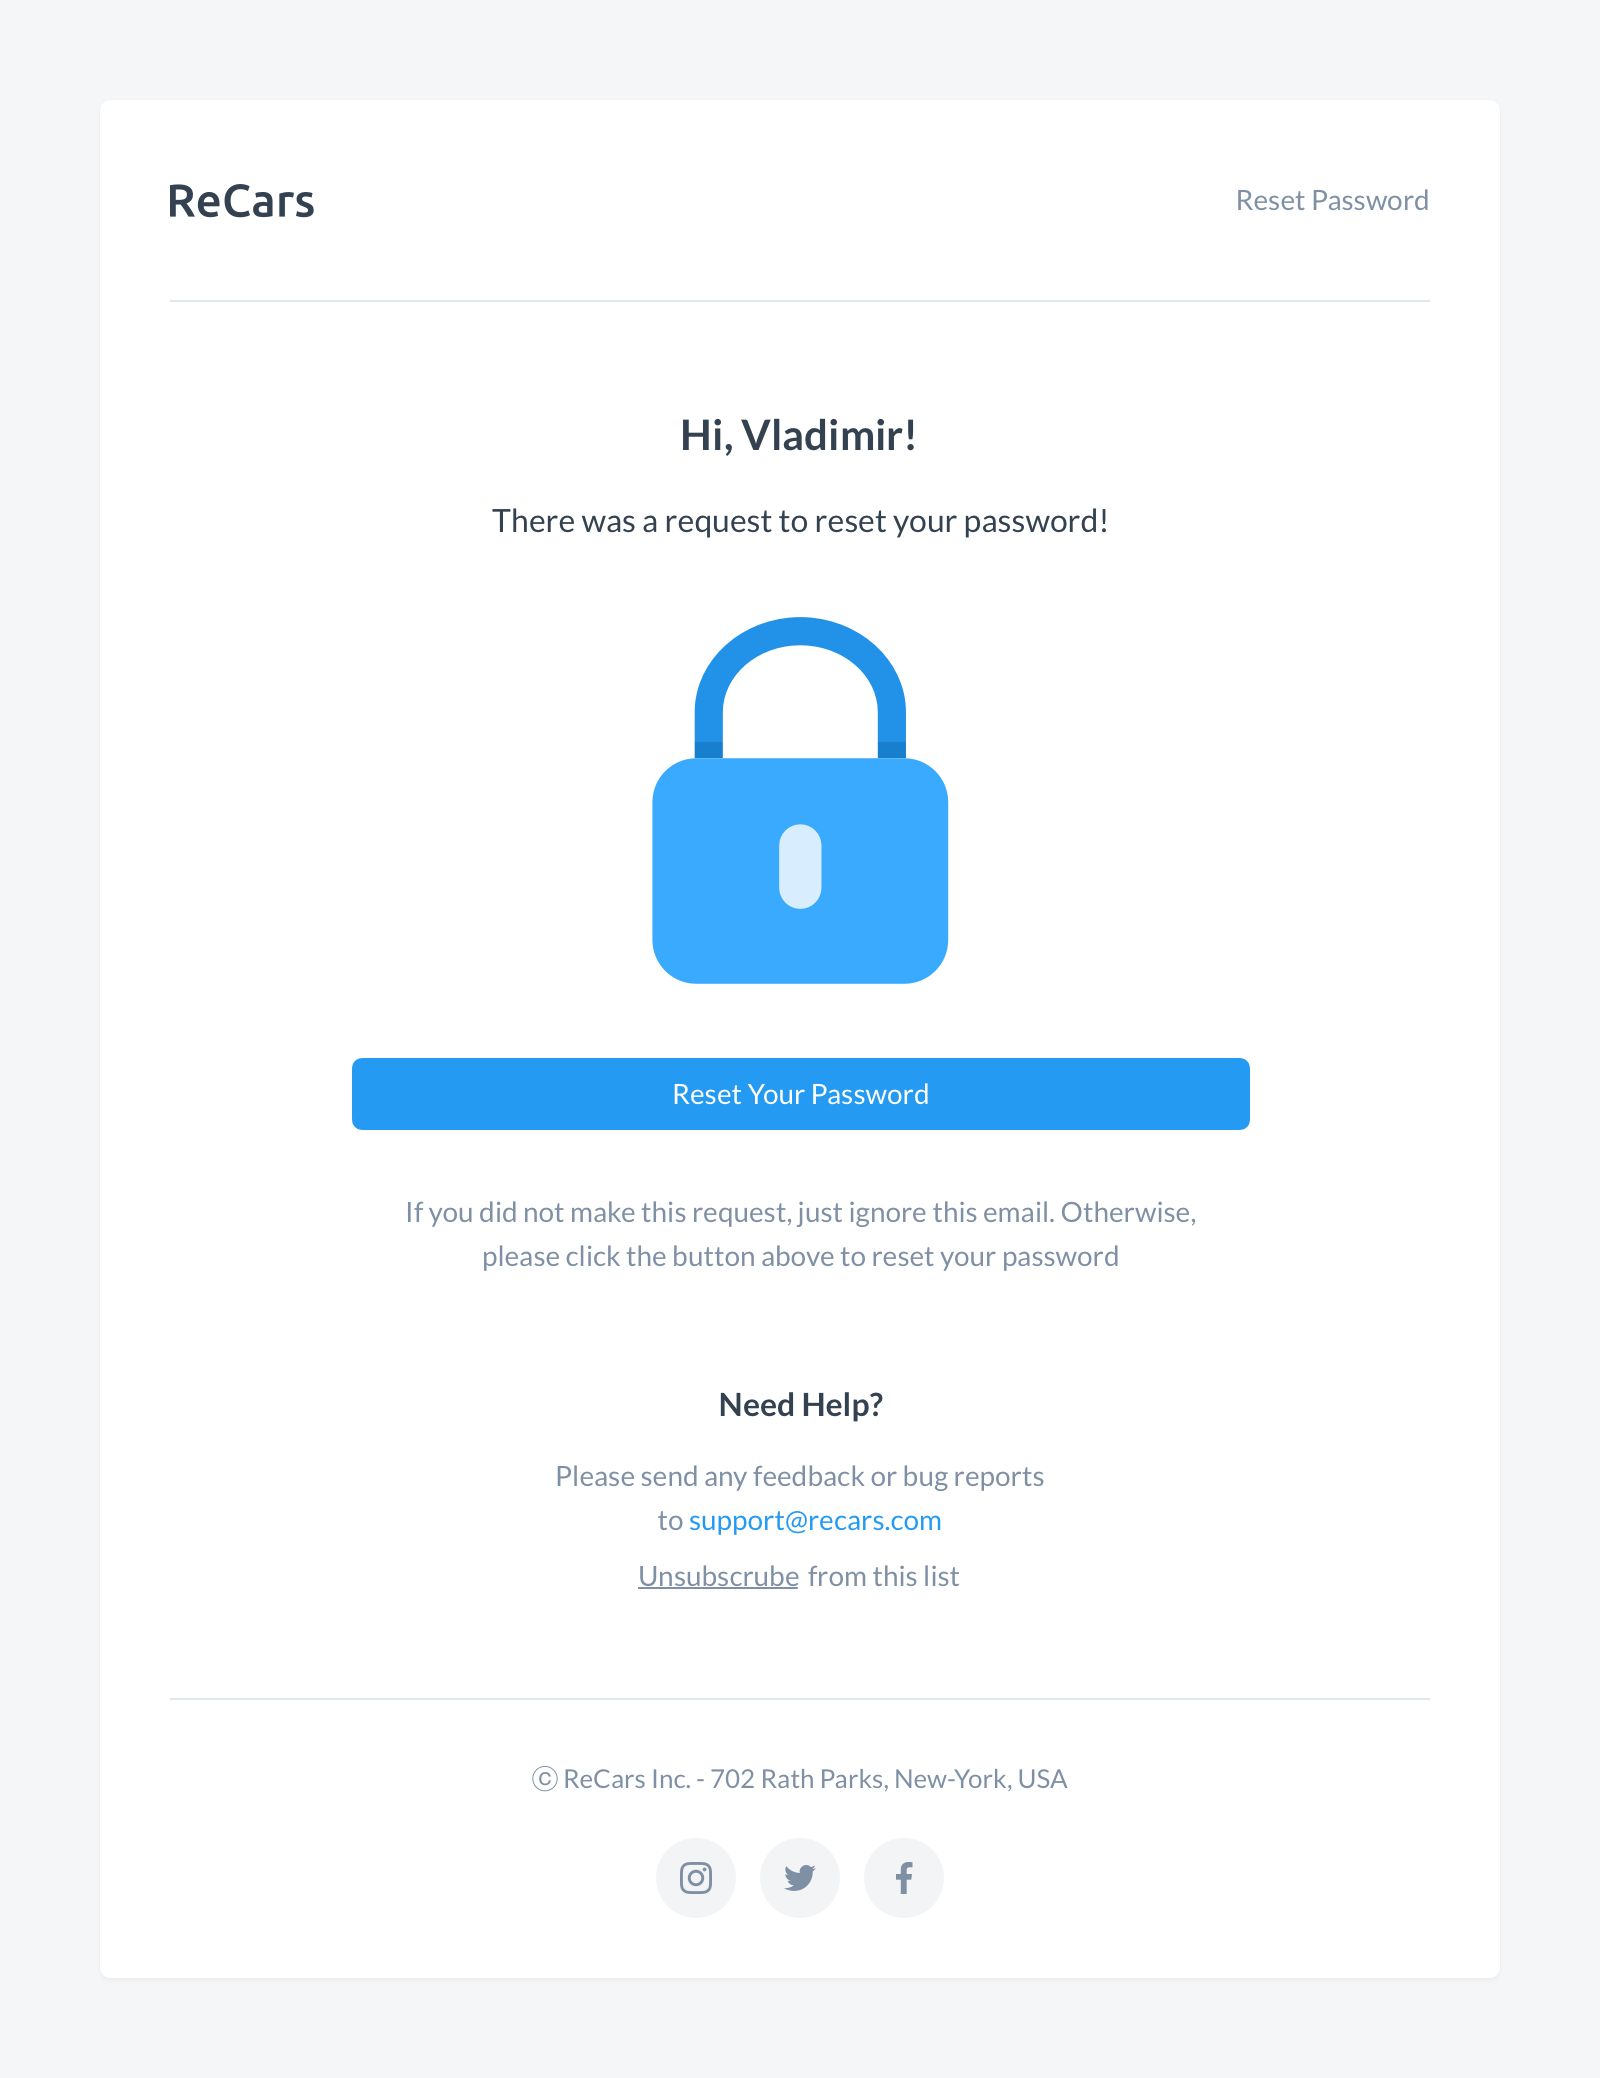 ReCars
Reset Password
Hi, Vladimir!
There was a request to reset your password!
Reset Your Password
If you did not make this request, just ignore this email. Otherwise,
please click the button above to reset your password
Need Help?
Please send any feedback or bug reports
to support@recars.com
Unsubscrube from this list
ⓒ ReCars Inc. - 702 Rath Parks, New-York, USA